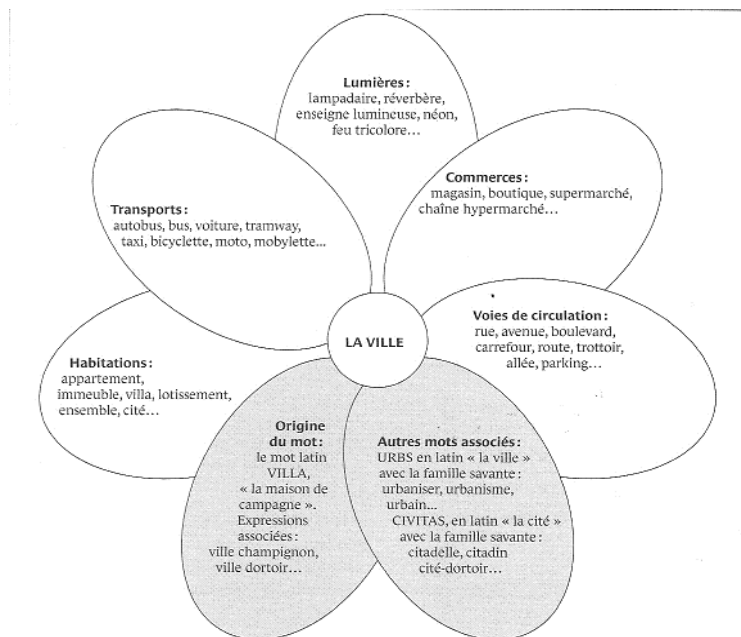 Lumières :
lampadaire, réverbère,
enseigne lumineuse, néon,
feu tricolore...
Commerces :
magasin, boutique, supermarché,
chaîne hypermarché...
Transports :
autobus, bus, voiture, tramway,
taxi, bicyclette, moto, mobylette...
Voies de circulation :
rue, avenue, boulevard,
carrefour, route, trottoir,
allée, parking...
LA VILLE
Habitations :
appartement,
immeuble, villa, lotissement,
ensemble, cité...
Origine
du mot :
le mot latin
VILLA,
« la maison de
campagne ».
Expressions
associées :
ville champignon,
ville dortoir...
Autres mots associés :
URBS en latin « la ville »
avec la famille savante :
urbaniser, urbanisme,
urbain...
CIVITAS, en latin « la cité »
avec la famille savante :
citadelle, citadin
cité-dortoir...